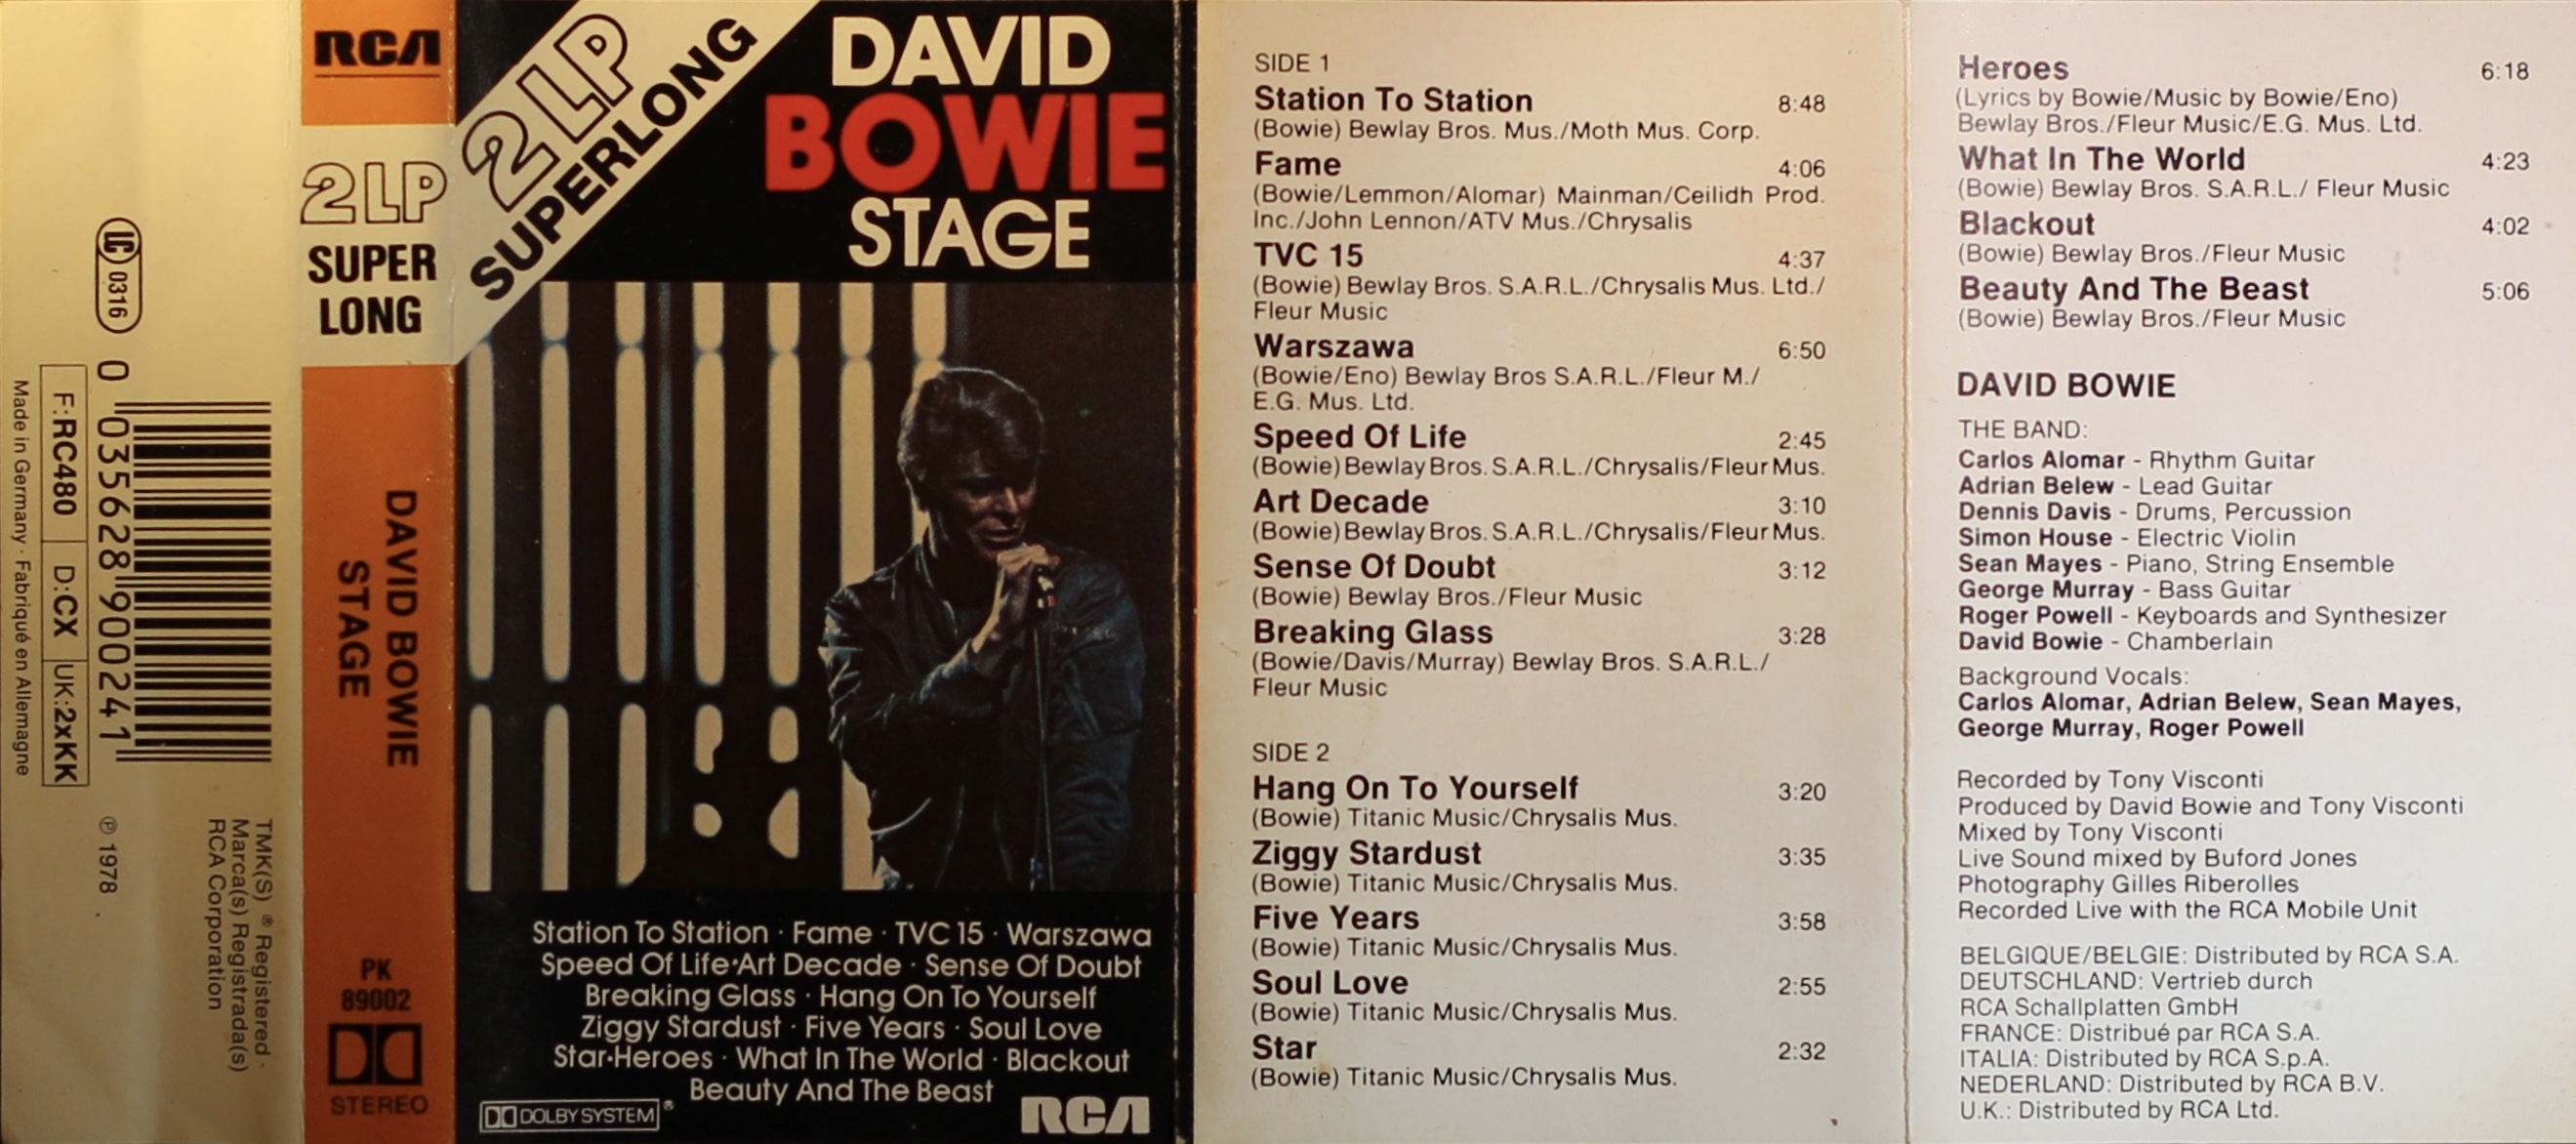 LC 0316
0 035628 900241
F:RC480 D:CX UK:2xKK
Made in Germany · Fabriqué en Allemagne
TMK(S) ® Registered ·
Marca(s) Registrada(s)
RCA Corporation
℗ 1978
RCA
2LP
SUPER
LONG
DAVID BOWIE
STAGE
PK
89002
STEREO
2LP
SUPERLONG
DAVID
BOWIE
STAGE
Station To Station · Fame · TVC 15 · Warszawa
Speed Of Life·Art Decade · Sense Of Doubt
Breaking Glass · Hang On To Yourself
Ziggy Stardust · Five Years · Soul Love
Star·Heroes · What In The World · Blackout
Beauty And The Beast
DOLBY SYSTEM®
RCA
SIDE 1
Station To Station 8:48
(Bowie) Bewlay Bros. Mus./Moth Mus. Corp.
Fame 4:06
(Bowie/Lemmon/Alomar) Mainman/Ceilidh Prod.
Inc./John Lennon/ATV Mus./Chrysalis
TVC 15 4:37
(Bowie) Bewlay Bros. S.A.R.L./Chrysalis Mus. Ltd./
Fleur Music
Warszawa 6:50
(Bowie/Eno) Bewlay Bros S.A.R.L./Fleur M./
E.G. Mus. Ltd.
Speed Of Life 2:45
(Bowie) Bewlay Bros. S.A.R.L./Chrysalis/Fleur Mus.
Art Decade 3:10
(Bowie) Bewlay Bros. S.A.R.L./Chrysalis/Fleur Mus.
Sense Of Doubt 3:12
(Bowie) Bewlay Bros./Fleur Music
Breaking Glass 3:28
(Bowie/Davis/Murray) Bewlay Bros. S.A.R.L./
Fleur Music
SIDE 2
Hang On To Yourself 3:20
(Bowie) Titanic Music/Chrysalis Mus.
Ziggy Stardust 3:35
(Bowie) Titanic Music/Chrysalis Mus.
Five Years 3:58
(Bowie) Titanic Music/Chrysalis Mus.
Soul Love 2:55
(Bowie) Titanic Music/Chrysalis Mus.
Star 2:32
(Bowie) Titanic Music/Chrysalis Mus.
Heroes 6:18
(Lyrics by Bowie/Music by Bowie/Eno)
Bewlay Bros./Fleur Music/E.G. Mus. Ltd.
What In The World 4:23
(Bowie) Bewlay Bros. S.A.R.L./ Fleur Music
Blackout 4:02
(Bowie) Bewlay Bros./Fleur Music
Beauty And The Beast 5:06
(Bowie) Bewlay Bros./Fleur Music
DAVID BOWIE
THE BAND:
Carlos Alomar - Rhythm Guitar
Adrian Belew - Lead Guitar
Dennis Davis - Drums, Percussion
Simon House - Electric Violin
Sean Mayes - Piano, String Ensemble
George Murray - Bass Guitar
Roger Powell - Keyboards and Synthesizer
David Bowie - Chamberlain
Background Vocals:
Carlos Alomar, Adrian Belew, Sean Mayes,
George Murray, Roger Powell
Recorded by Tony Visconti
Produced by David Bowie and Tony Visconti
Mixed by Tony Visconti
Live Sound mixed by Buford Jones
Photography Gilles Riberolles
Recorded Live with the RCA Mobile Unit
BELGIQUE/BELGIE: Distributed by RCA S.A.
DEUTSCHLAND: Vertrieb durch
RCA Schallplatten GmbH
FRANCE: Distribué par RCA S.A.
ITALIA: Distributed by RCA S.p.A.
NEDERLAND: Distributed by RCA B.V.
U.K.: Distributed by RCA Ltd.